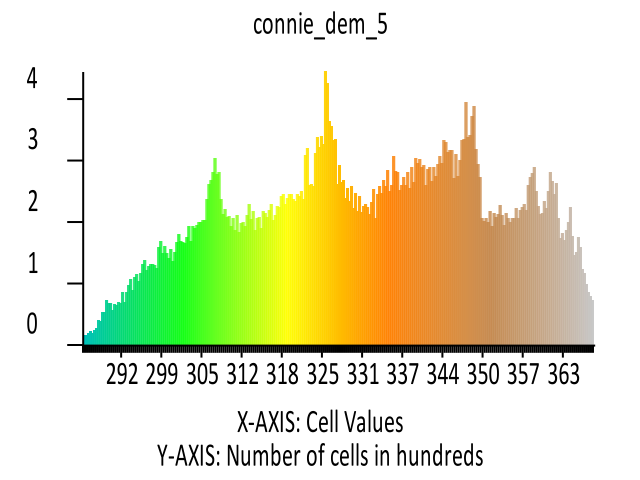 connie_dem_5
4
3
2
1
0
292 299 305 312 318 325 331 337 344 350 357 363
X-AXIS: Cell Values
Y-AXIS: Number of cells in hundreds